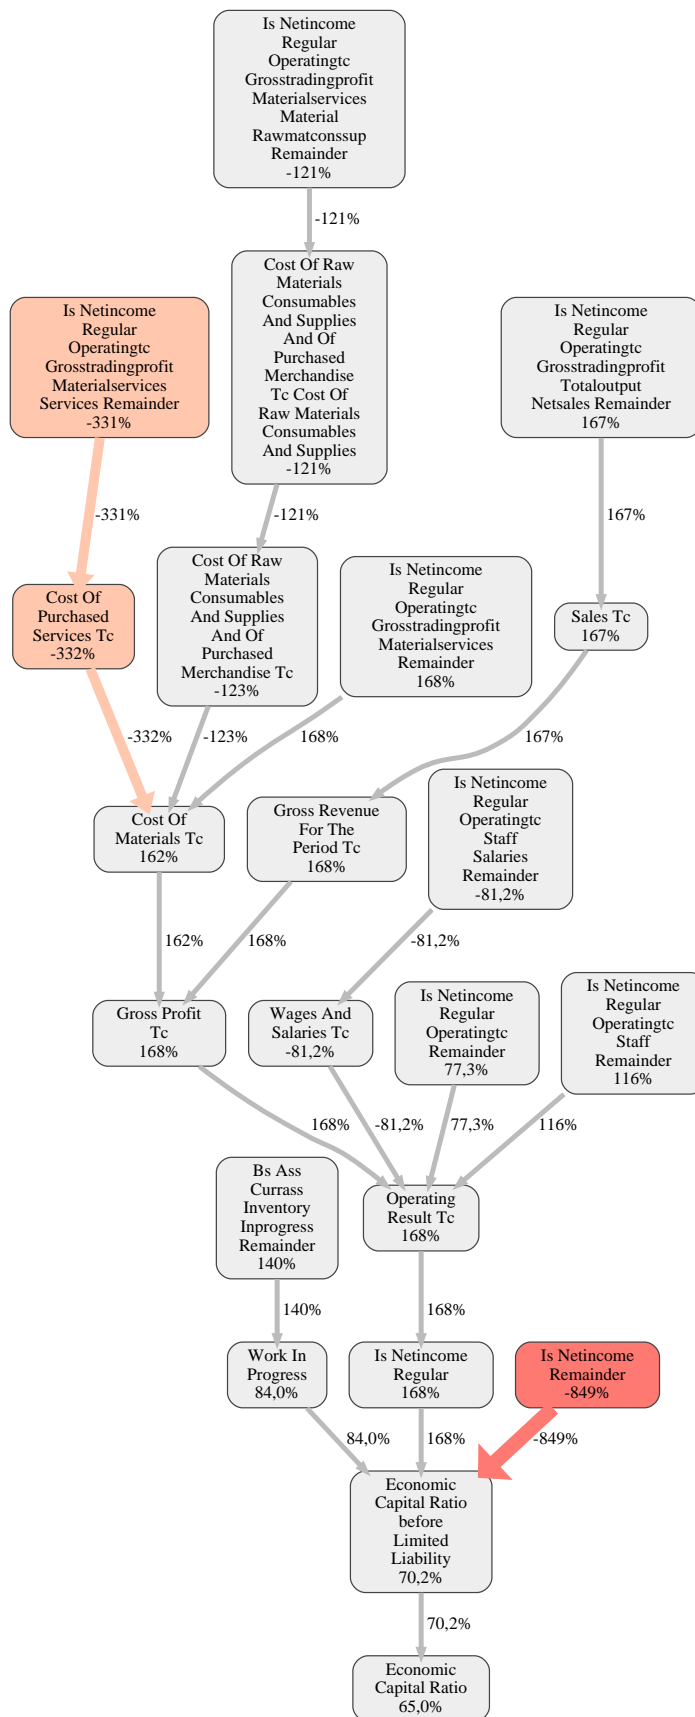 Is Netincome
Regular
Operatingtc
Grosstradingprofit
Materialservices
Material
Rawmatconssup
Remainder
-121%
-121%
Cost Of Raw
Materials
Consumables
And Supplies
And Of
Purchased
Merchandise
Tc Cost Of
Raw Materials
Consumables
And Supplies
-121%
Is Netincome
Regular
Operatingtc
Grosstradingprofit
Materialservices
Services Remainder
-331%
Is Netincome
Regular
Operatingtc
Grosstradingprofit
Totaloutput
Netsales Remainder
167%
-331%
-121%
167%
Cost Of
Purchased
Services Tc
-332%
Cost Of Raw
Materials
Consumables
And Supplies
And Of
Purchased
Merchandise Tc
-123%
Is Netincome
Regular
Operatingtc
Grosstradingprofit
Materialservices
Remainder
168%
Sales Tc
167%
-332%
-123%
168%
167%
Cost Of
Materials Tc
162%
Gross Revenue
For The
Period Tc
168%
Is Netincome
Regular
Operatingtc
Staff
Salaries
Remainder
-81,2%
162%
168%
-81,2%
Gross Profit
Tc
168%
Wages And
Salaries Tc
-81,2%
Is Netincome
Regular
Operatingtc
Remainder
77,3%
Is Netincome
Regular
Operatingtc
Staff
Remainder
116%
168%
-81,2%
77,3%
116%
Bs Ass
Currass
Inventory
Inprogress
Remainder
140%
Operating
Result Tc
168%
140%
168%
Work In
Progress
84,0%
Is Netincome
Regular
168%
Is Netincome
Remainder
-849%
84,0%
168%
-849%
Economic
Capital Ratio
before
Limited
Liability
70,2%
70,2%
Economic
Capital Ratio
65,0%